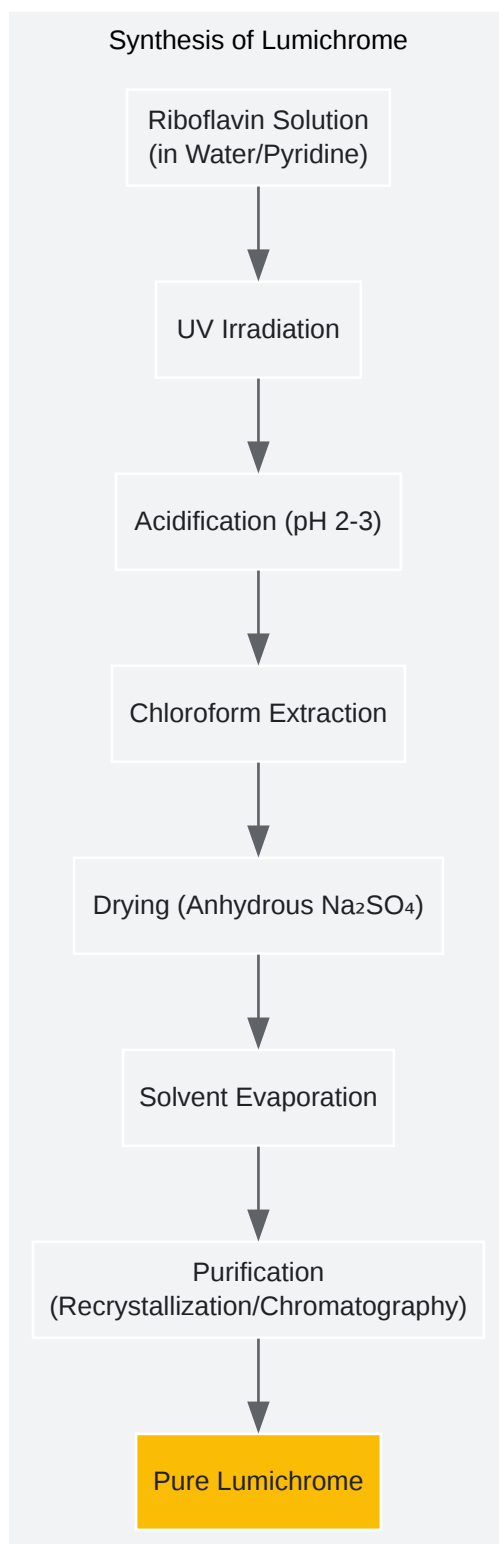 Synthesis of Lumichrome
Riboflavin Solution
(in Water/Pyridine)
UV Irradiation
Acidification (pH 2-3)
Chloroform Extraction
Drying (Anhydrous Na₂SO₄)
Solvent Evaporation
Purification
(Recrystallization/Chromatography)
Pure Lumichrome